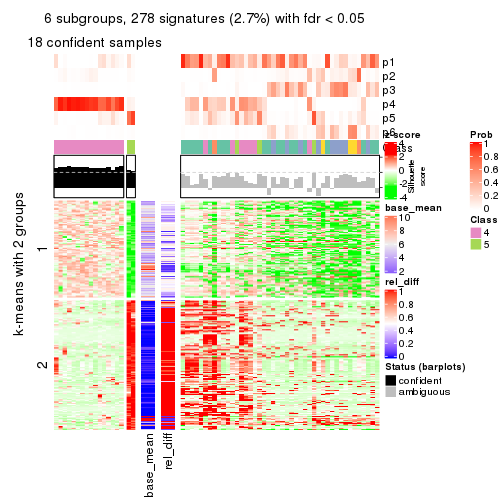 6 subgroups, 278 signatures (2.7%) with fdr < 0.05
18 confident samples
p1
p2
p3
p4
p5
p6
Class
Silhouette score
k-means with 2 groups
1
2
base_mean
rel_diff
z-score
4
2
0
-2
-4
base_mean
10
8
6
4
2
rel_diff
1
0.8
0.6
0.4
0.2
0
Status (barplots)
confident
ambiguous
Prob
1
0.8
0.6
0.4
0.2
0
Class
4
5